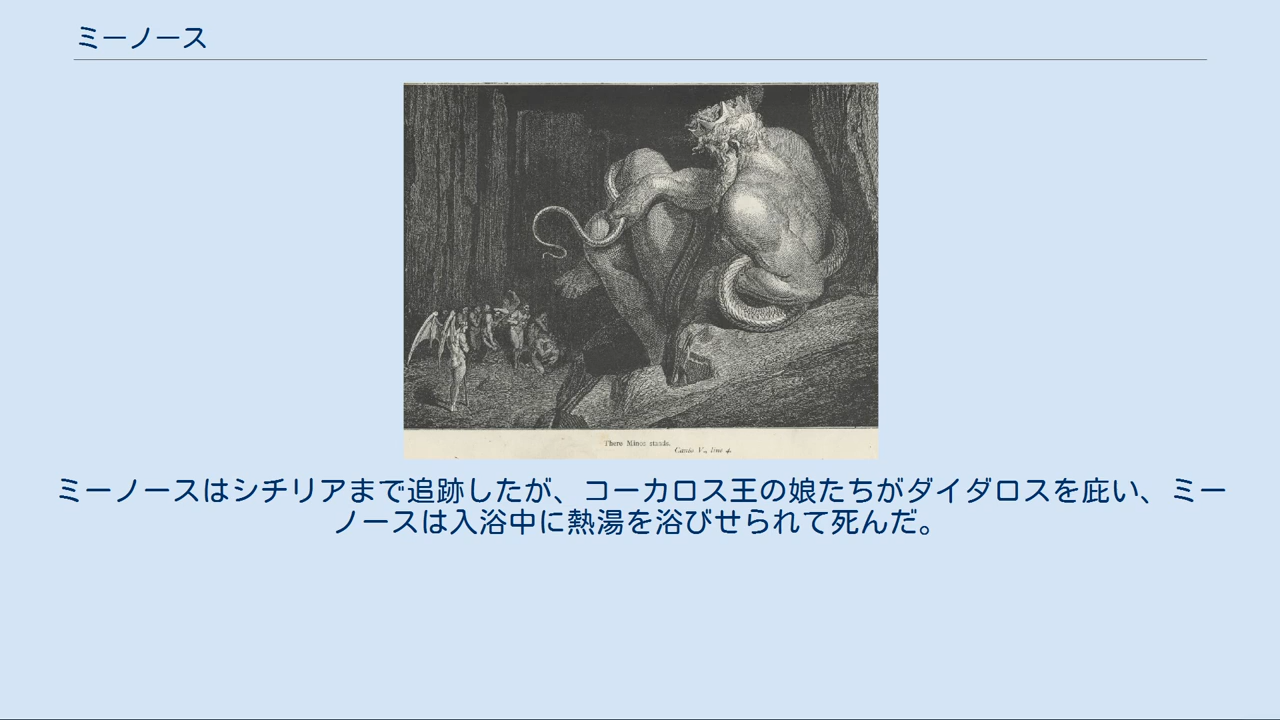 ミーノース
There Minos stands.
Canto V., line 4.
ミーノースはシチリアまで追跡したが、コーカロス王の娘たちがダイダロスを庇い、ミー
ノースは入浴中に熱湯を浴びせられて死んだ。